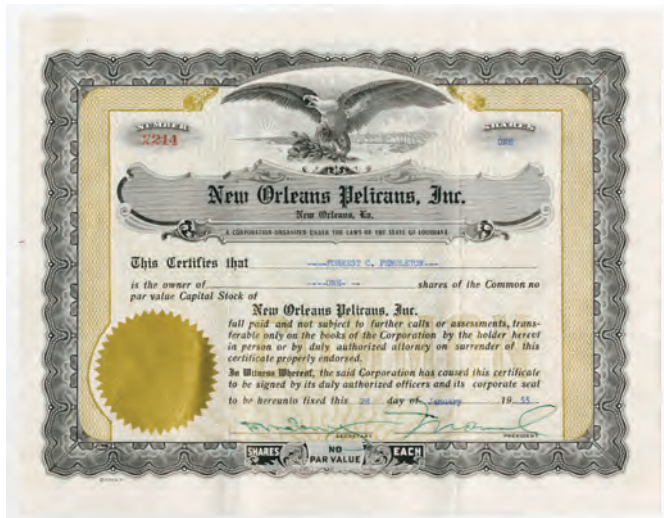 NUMBER
Z214
SHARES
ONE
New Orleans Pelicans, Inc.
New Orleans, La.
A CORPORATION ORGANIZED UNDER THE LAWS OF THE STATE OF LOUISIANA
This Certifies that ----FORREST C. PENDLETON---
is the owner of ----ONE- -- shares of the Common no
par value Capital Stock of
New Orleans Pelicans, Inc.
full paid and not subject to further calls or assessments, trans-
ferable only on the books of the Corporation by the holder hereof
in person or by duly authorized attorney on surrender of this
certificate properly endorsed.
In Witness Whereof, the said Corporation has caused this certificate
to be signed by its duly authorized officers and its corporate seal
to be hereunto fixed this 28 day of January 1955
SECRETARY
PRESIDENT
SHARES NO PAR VALUE EACH